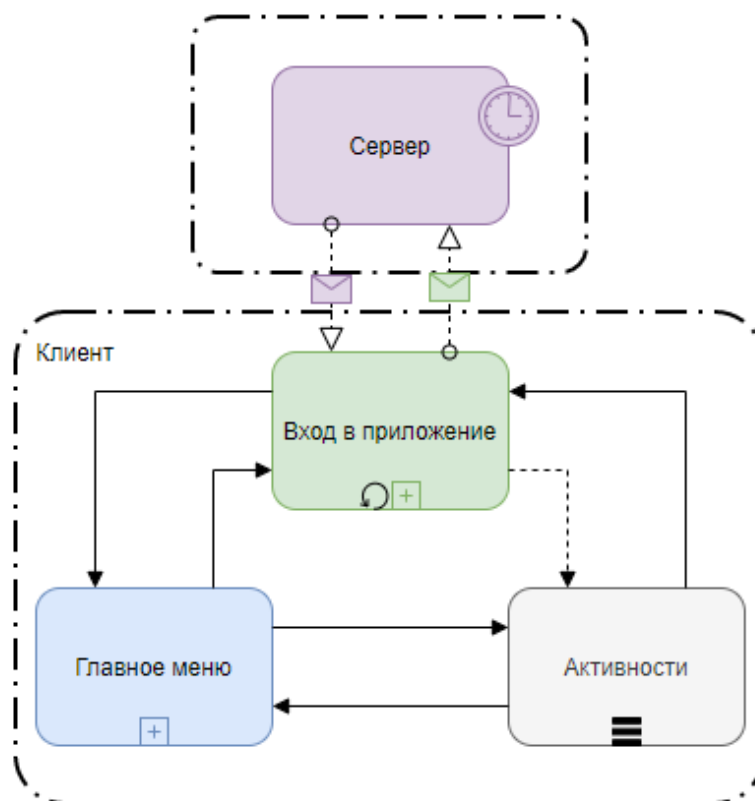 Сервер
Клиент
Вход в приложение
Главное меню
Активности